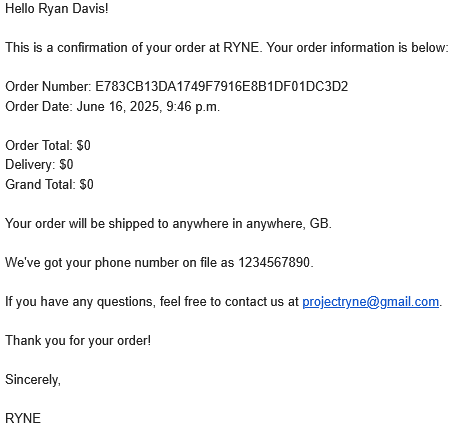 Hello Ryan Davis!
This is a confirmation of your order at RYNE. Your order information is below:
Order Number: E783CB13DA1749F7916E8B1DF01DC3D2
Order Date: June 16, 2025, 9:46 p.m.
Order Total: $0
Delivery: $0
Grand Total: $0
Your order will be shipped to anywhere in anywhere, GB.
We've got your phone number on file as 1234567890.
If you have any questions, feel free to contact us at projectryne@gmail.com.
Thank you for your order!
Sincerely,
RYNE